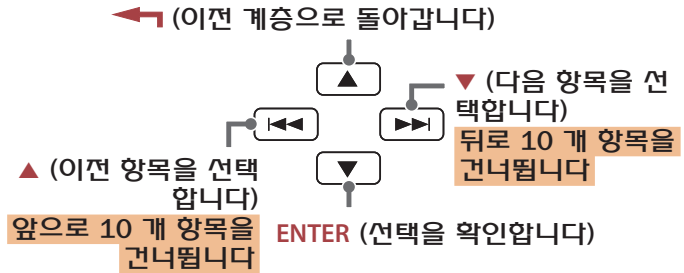 (이전 계층으로 돌아갑니다)
▼ (다음 항목을 선
택합니다)
뒤로 10 개 항목을
건너뜁니다
▲ (이전 항목을 선택
합니다)
앞으로 10 개 항목을
건너뜁니다
ENTER (선택을 확인합니다)